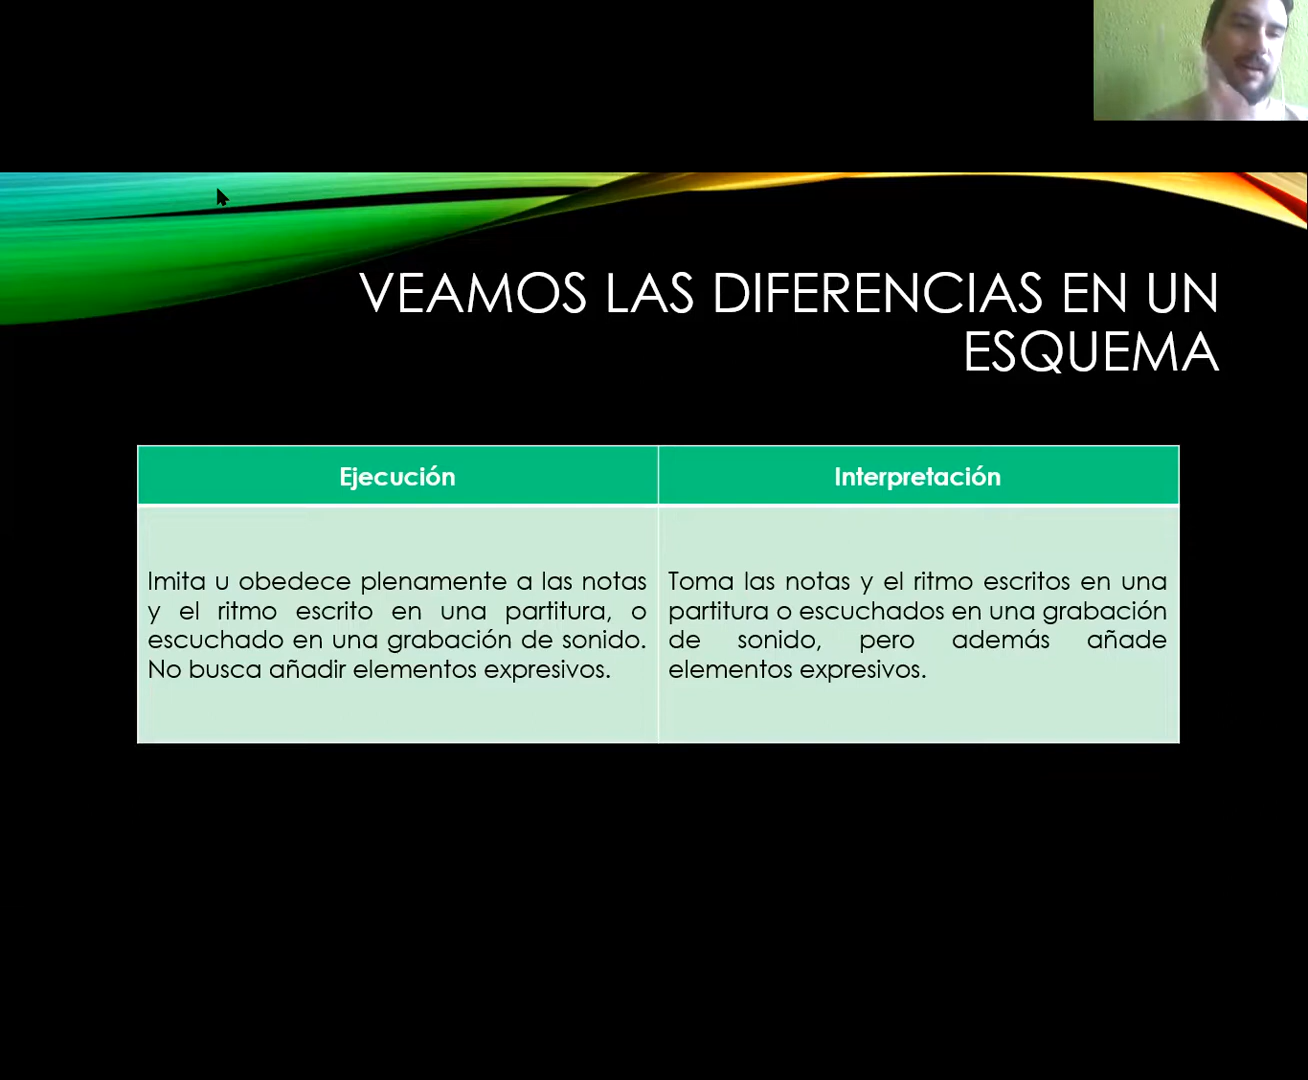 VEAMOS LAS DIFERENCIAS EN UN
ESQUEMA
Ejecución
Imita u obedece plenamente a las notas
y el ritmo escrito en una partitura, o
escuchado en una grabación de sonido.
No busca añadir elementos expresivos.
Interpretación
Toma las notas y el ritmo escritos en una
partitura o escuchados en una grabación
de sonido, pero además añade
elementos expresivos.